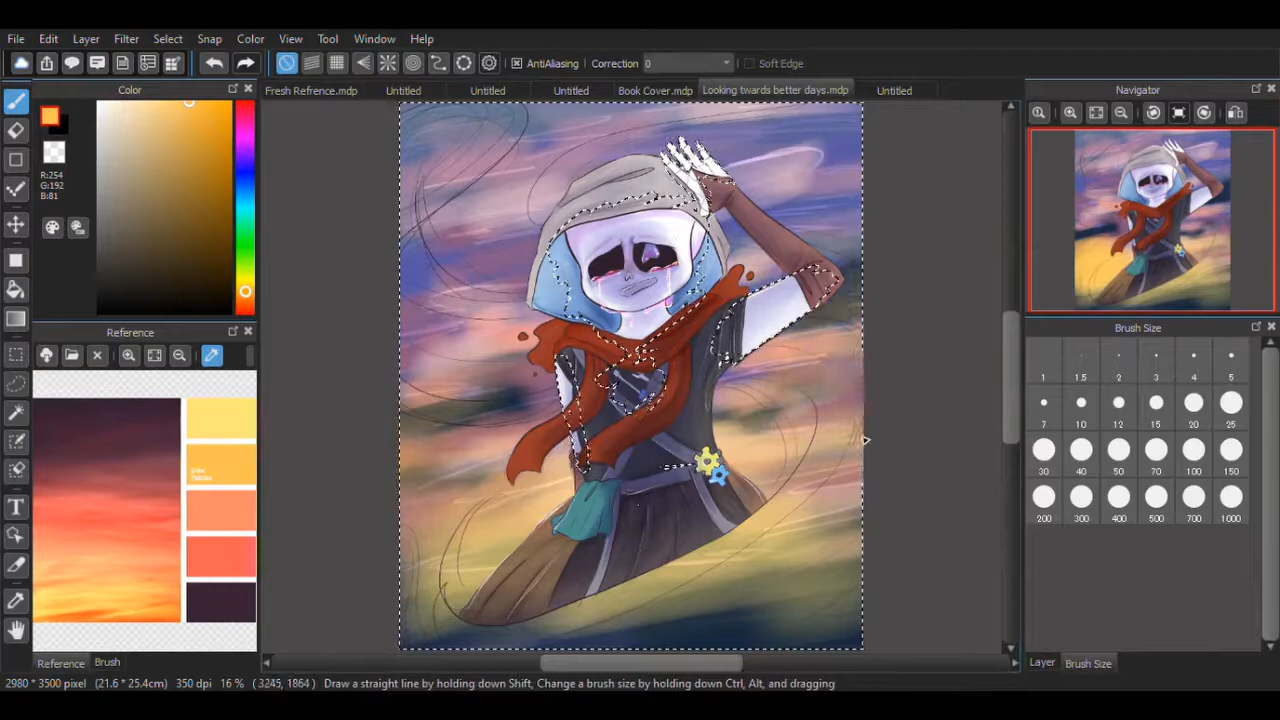 File Edit Layer Filter Select Snap Color View Tool Window Help
AntiAliasing Correction 0 Soft Edge
Color
Fresh Refrence.mdp Untitled Untitled Untitled Book Cover.mdp Looking twards better days.mdp Untitled
Navigator
R:254
G:192
B:81
Reference
Brush Size
1 1.5 2 3 4 5
7 10 12 15 20 25
30 40 50 70 100 150
200 300 400 500 700 1000
T
Reference Brush
Layer Brush Size
2980 * 3500 pixel (21.6 * 25.4cm) 350 dpi 16 % ( 3245, 1864 ) Draw a straight line by holding down Shift, Change a brush size by holding down Ctrl, Alt, and dragging